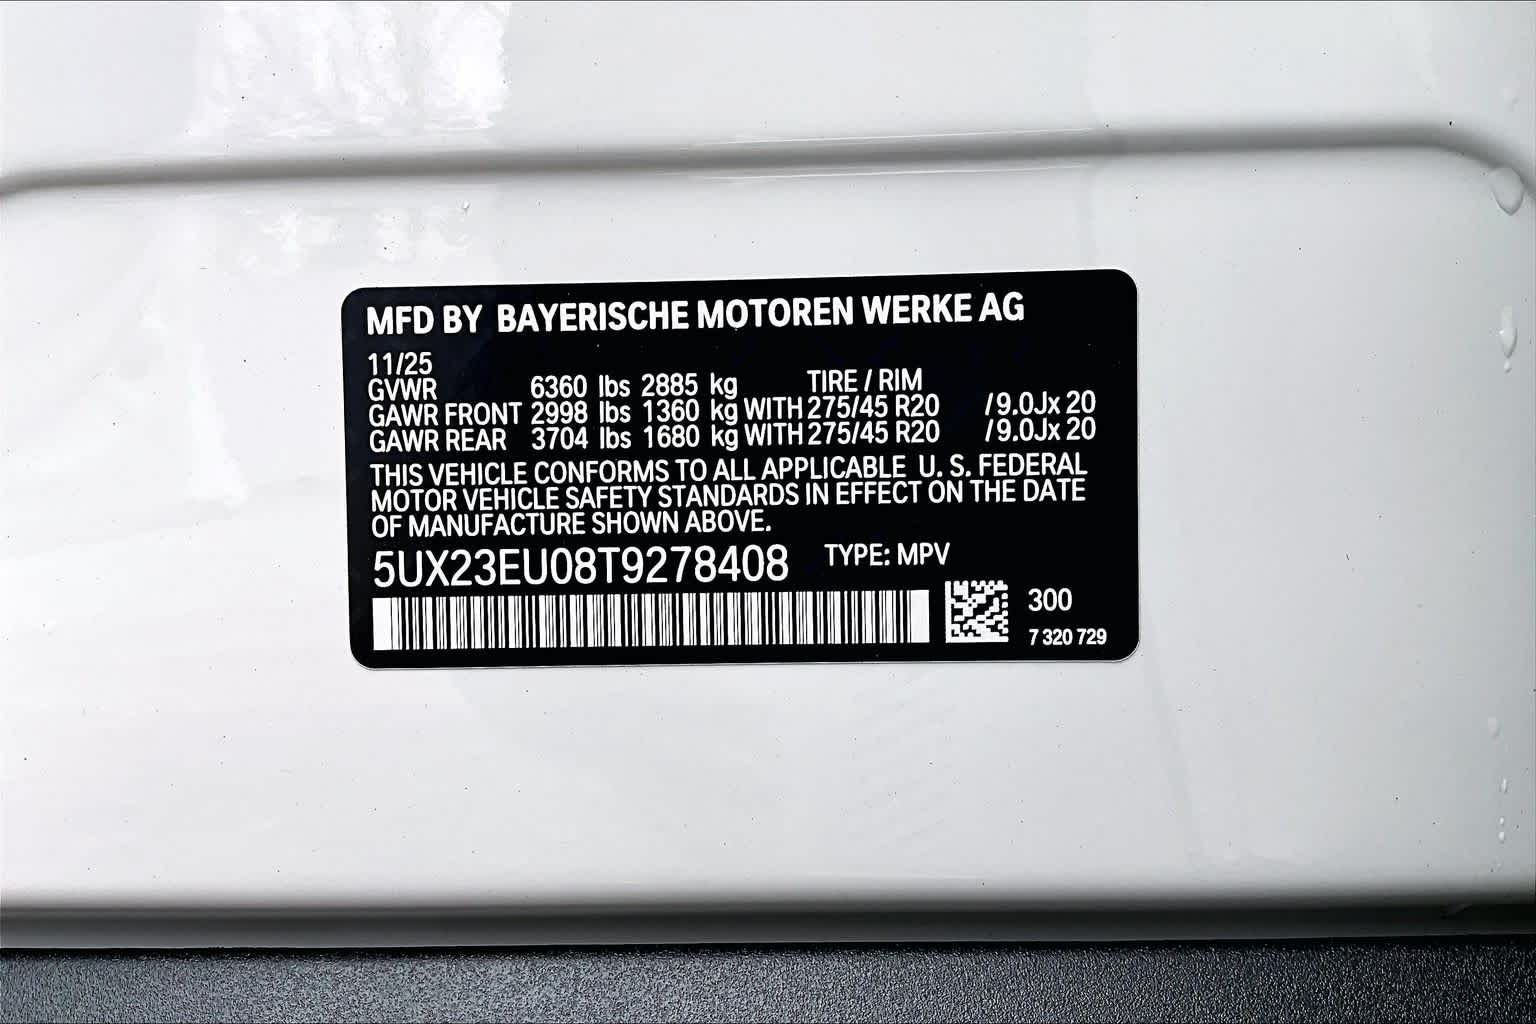 MFD BY BAYERISCHE MOTOREN WERKE AG
11/25
GVWR 6360 lbs 2885 kg TIRE / RIM
GAWR FRONT 2998 lbs 1360 kg WITH 275/45 R20 / 9.0Jx 20
GAWR REAR 3704 lbs 1680 kg WITH 275/45 R20 / 9.0Jx 20
THIS VEHICLE CONFORMS TO ALL APPLICABLE U. S. FEDERAL
MOTOR VEHICLE SAFETY STANDARDS IN EFFECT ON THE DATE
OF MANUFACTURE SHOWN ABOVE.
5UX23EU08T9278408 TYPE: MPV
300
7 320 729